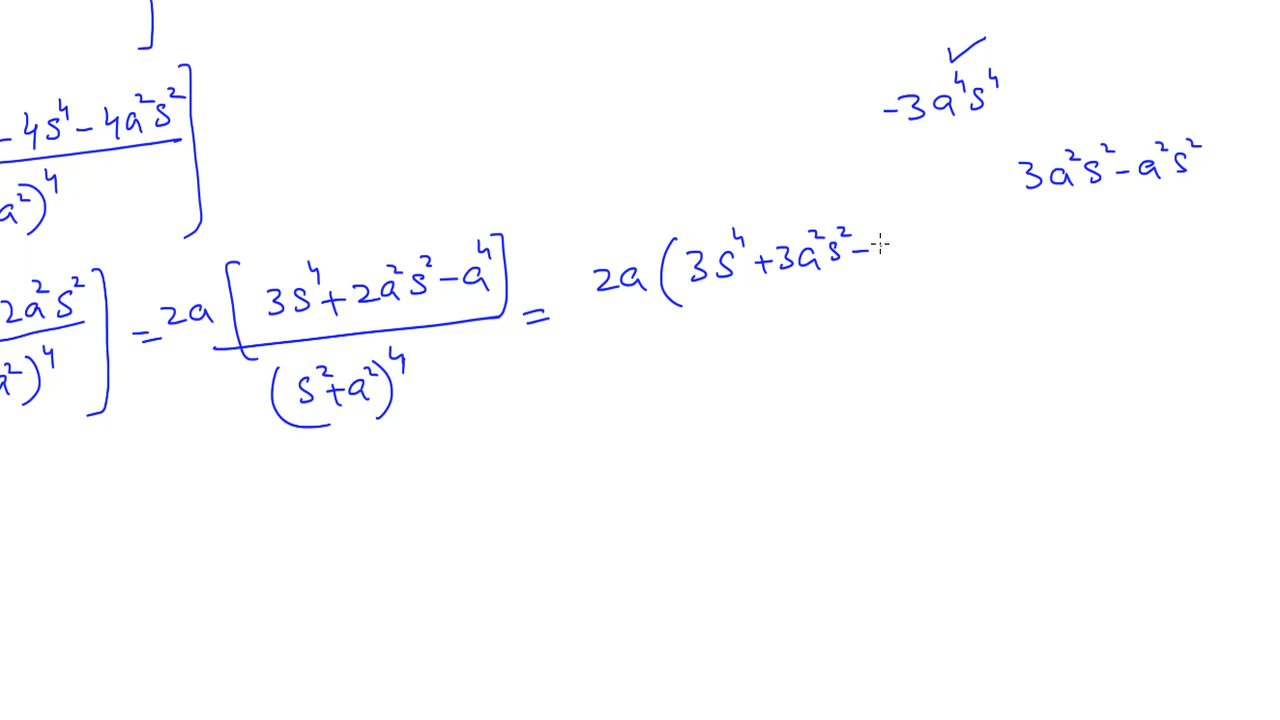 ]
- 4s⁴ - 4a²s² ]
a²)⁴
-3a⁴s⁴
3a²s² - a²s²
2a²s² ] = 2a [ 3s⁴ + 2a²s² - a⁴ ] = 2a ( 3s⁴ + 3a²s² -
a²)⁴ (s² + a²)⁴